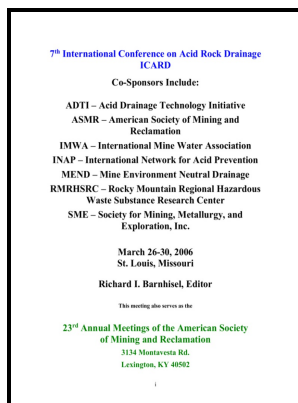 7th International Conference on Acid Rock Drainage
ICARD
Co-Sponsors Include:
ADTI – Acid Drainage Technology Initiative
ASMR – American Society of Mining and
Reclamation
IMWA – International Mine Water Association
INAP – International Network for Acid Prevention
MEND – Mine Environment Neutral Drainage
RMRHSRC – Rocky Mountain Regional Hazardous
Waste Substance Research Center
SME – Society for Mining, Metallurgy, and
Exploration, Inc.
March 26-30, 2006
St. Louis, Missouri
Richard I. Barnhisel, Editor
This meeting also serves as the
23rd Annual Meetings of the American Society
of Mining and Reclamation
3134 Montavesta Rd.
Lexington, KY 40502
i